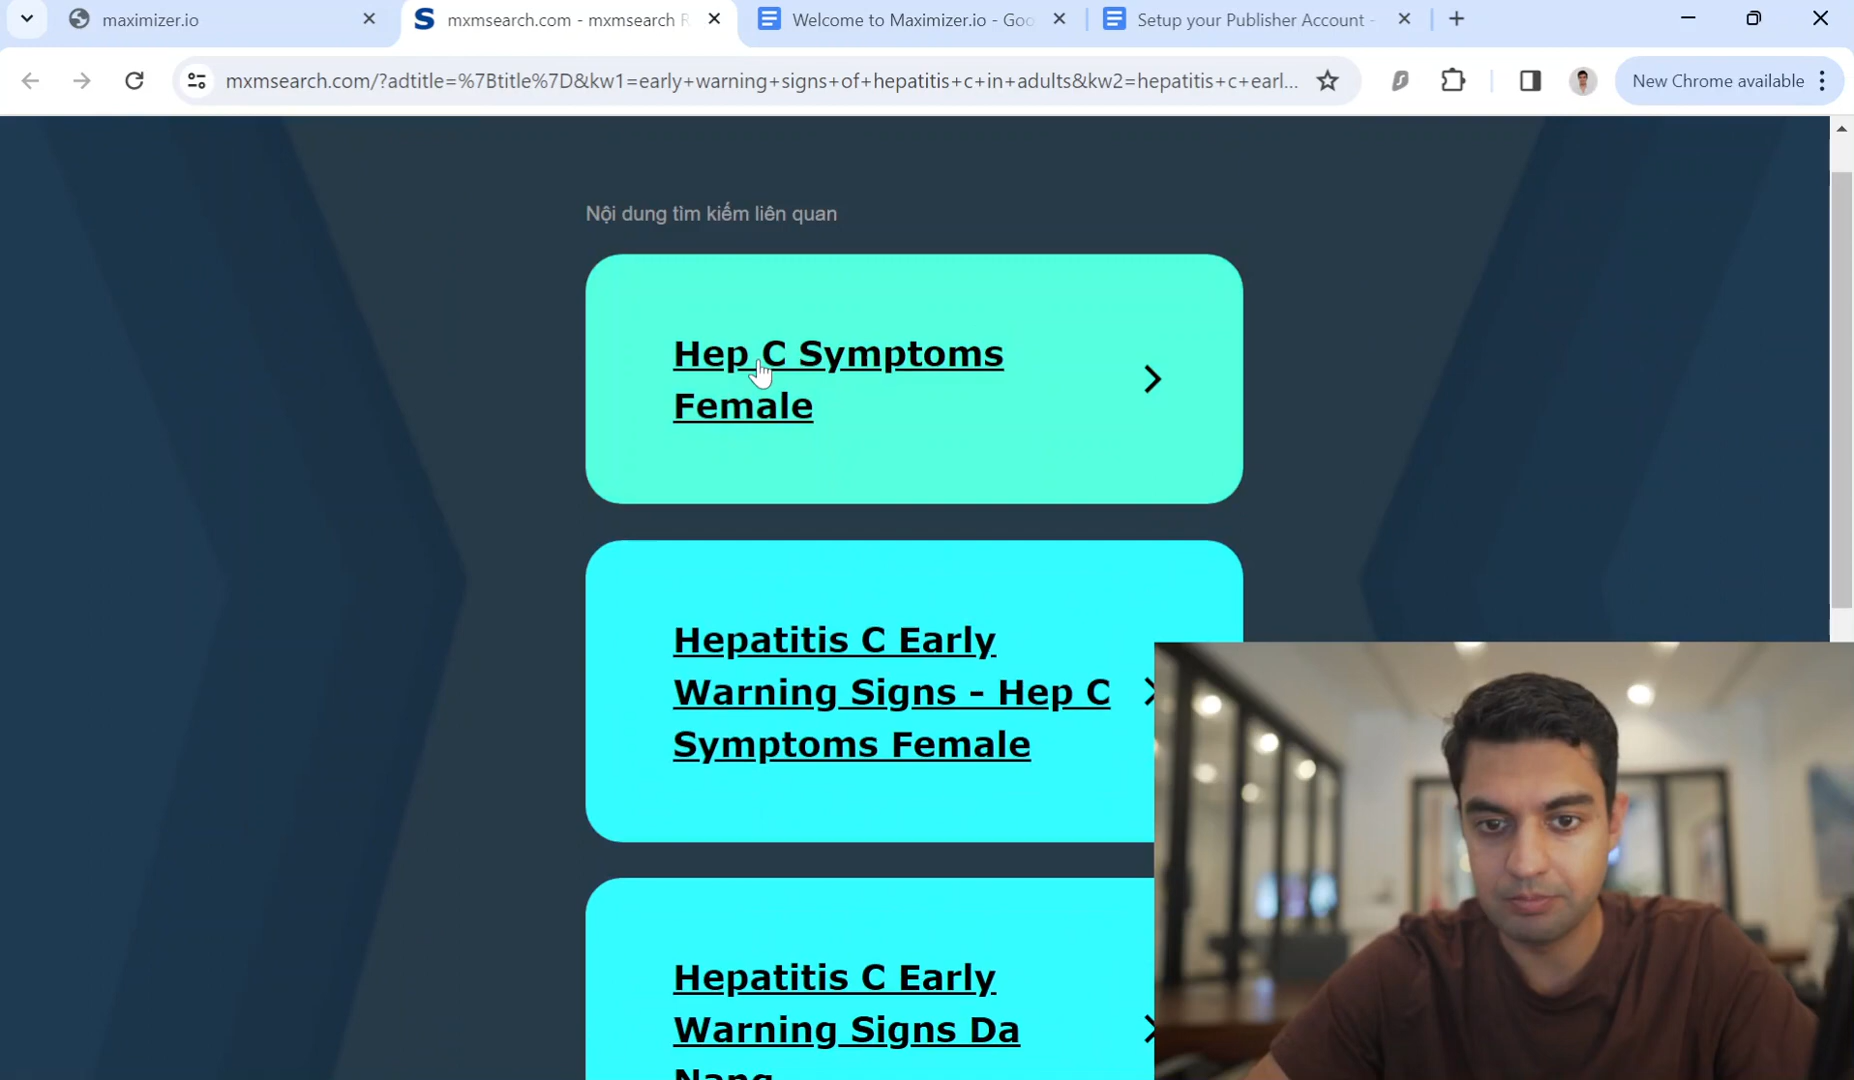 maximizer.io
mxmsearch.com - mxmsearch R
Welcome to Maximizer.io - Goo
Setup your Publisher Account -
mxmsearch.com/?adtitle=%7Btitle%7D&kw1=early+warning+signs+of+hepatitis+c+in+adults&kw2=hepatitis+c+earl...
New Chrome available
Nội dung tìm kiếm liên quan
Hep C Symptoms
Female
Hepatitis C Early
Warning Signs - Hep C
Symptoms Female
Hepatitis C Early
Warning Signs Da
Nang